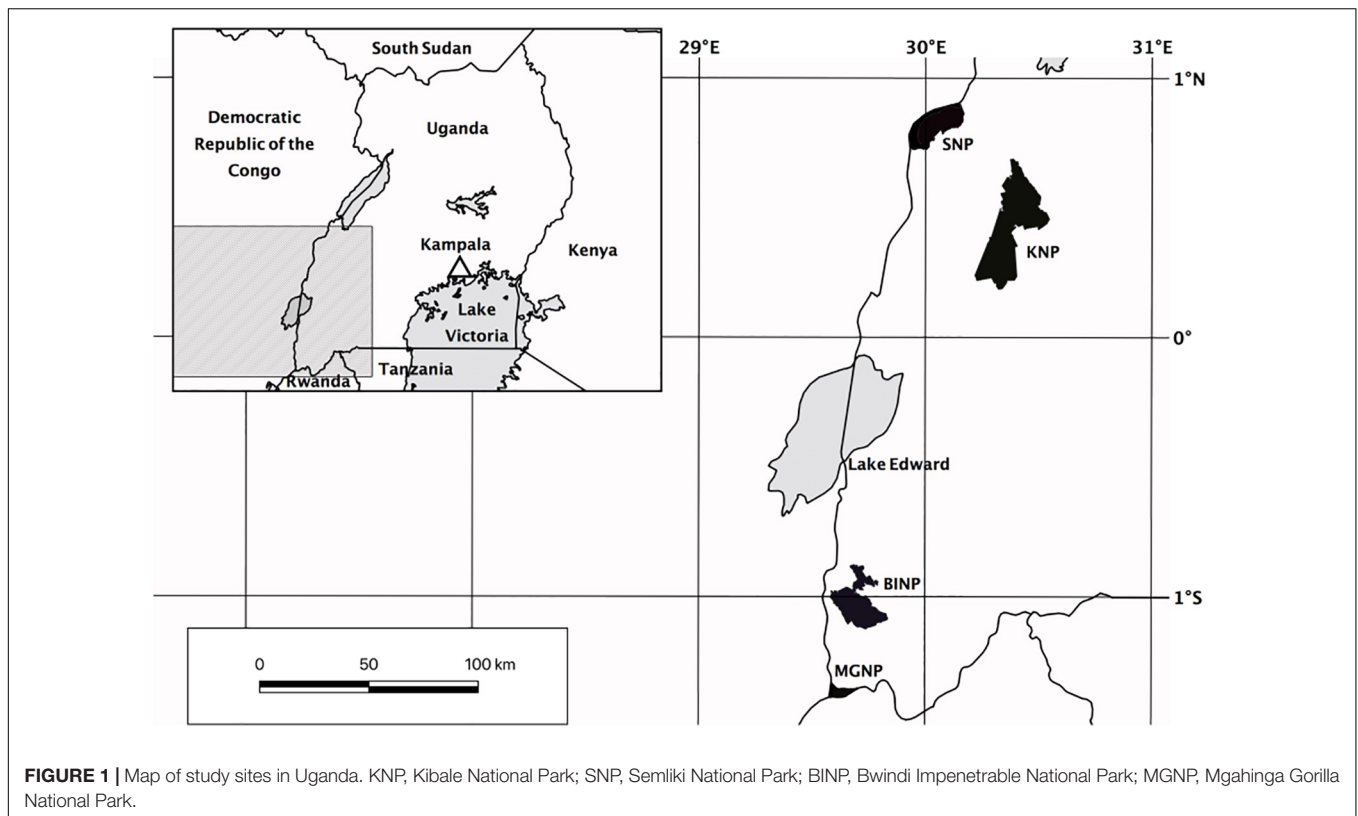 South Sudan
Democratic
Republic of the
Congo
Uganda
Kampala
Kenya
Lake
Victoria
Tanzania
Rwanda
29°E
30°E
31°E
1°N
SNP
KNP
0°
Lake Edward
BINP
1°S
MGNP
0
50
100 km
FIGURE 1 | Map of study sites in Uganda. KNP, Kibale National Park; SNP, Semliki National Park; BINP, Bwindi Impenetrable National Park; MGNP, Mgahinga Gorilla
National Park.